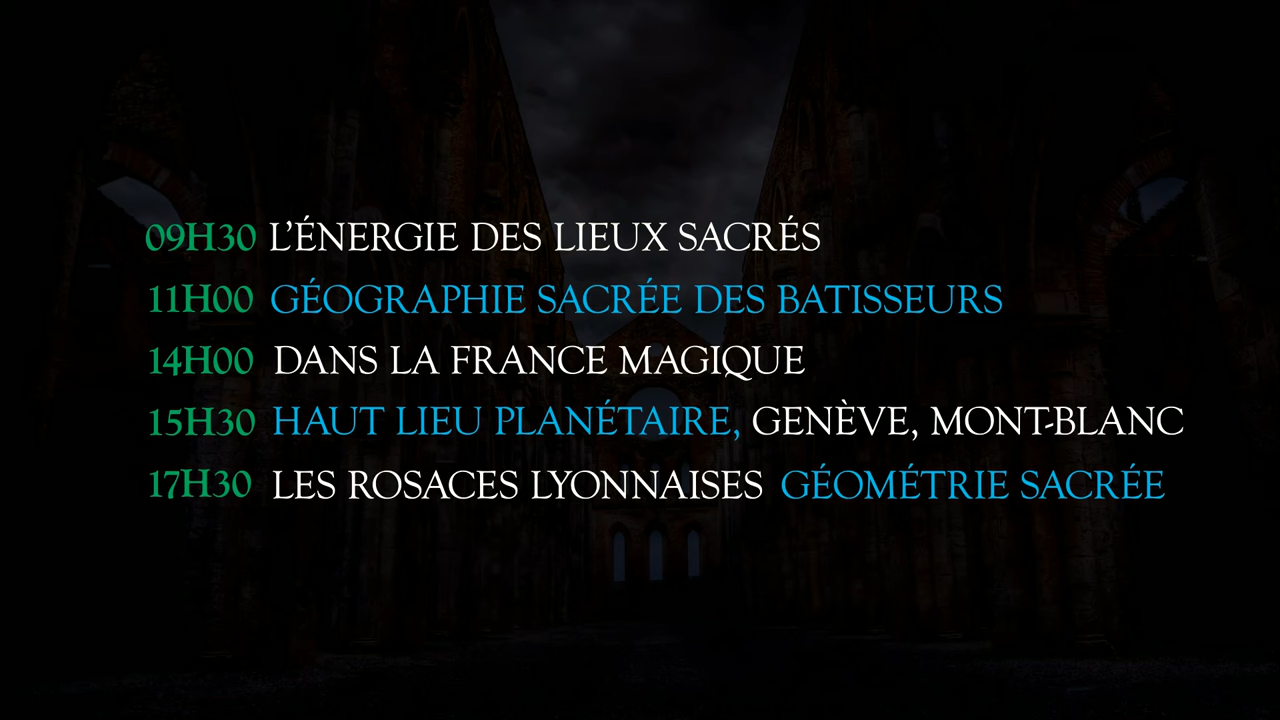 09H30 L'ÉNERGIE DES LIEUX SACRÉS
11H00 GÉOGRAPHIE SACRÉE DES BATISSEURS
14H00 DANS LA FRANCE MAGIQUE
15H30 HAUT LIEU PLANÉTAIRE, GENÈVE, MONT-BLANC
17H30 LES ROSACES LYONNAISES GÉOMÉTRIE SACRÉE